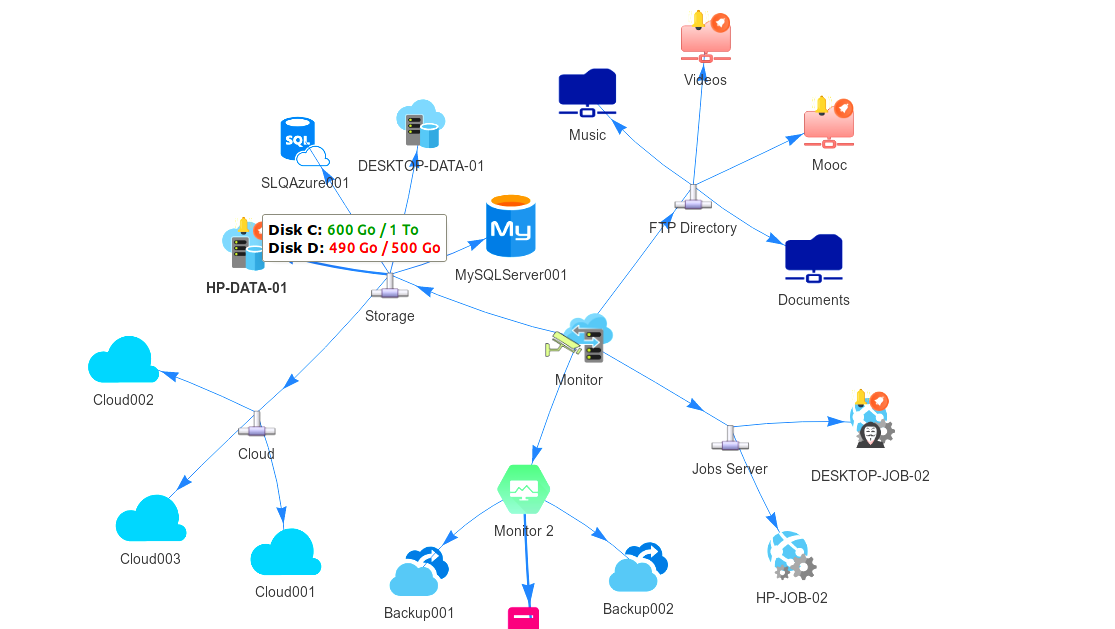 Videos
Music
Mooc
SQL
DESKTOP-DATA-01
SLQAzure001
FTP Directory
Disk C: 600 Go / 1 To
Disk D: 490 Go / 500 Go
My
MySQLServer001
HP-DATA-01
Documents
Storage
Monitor
Cloud002
Cloud
Jobs Server
DESKTOP-JOB-02
Monitor 2
Cloud003
Cloud001
Backup001
Backup002
HP-JOB-02